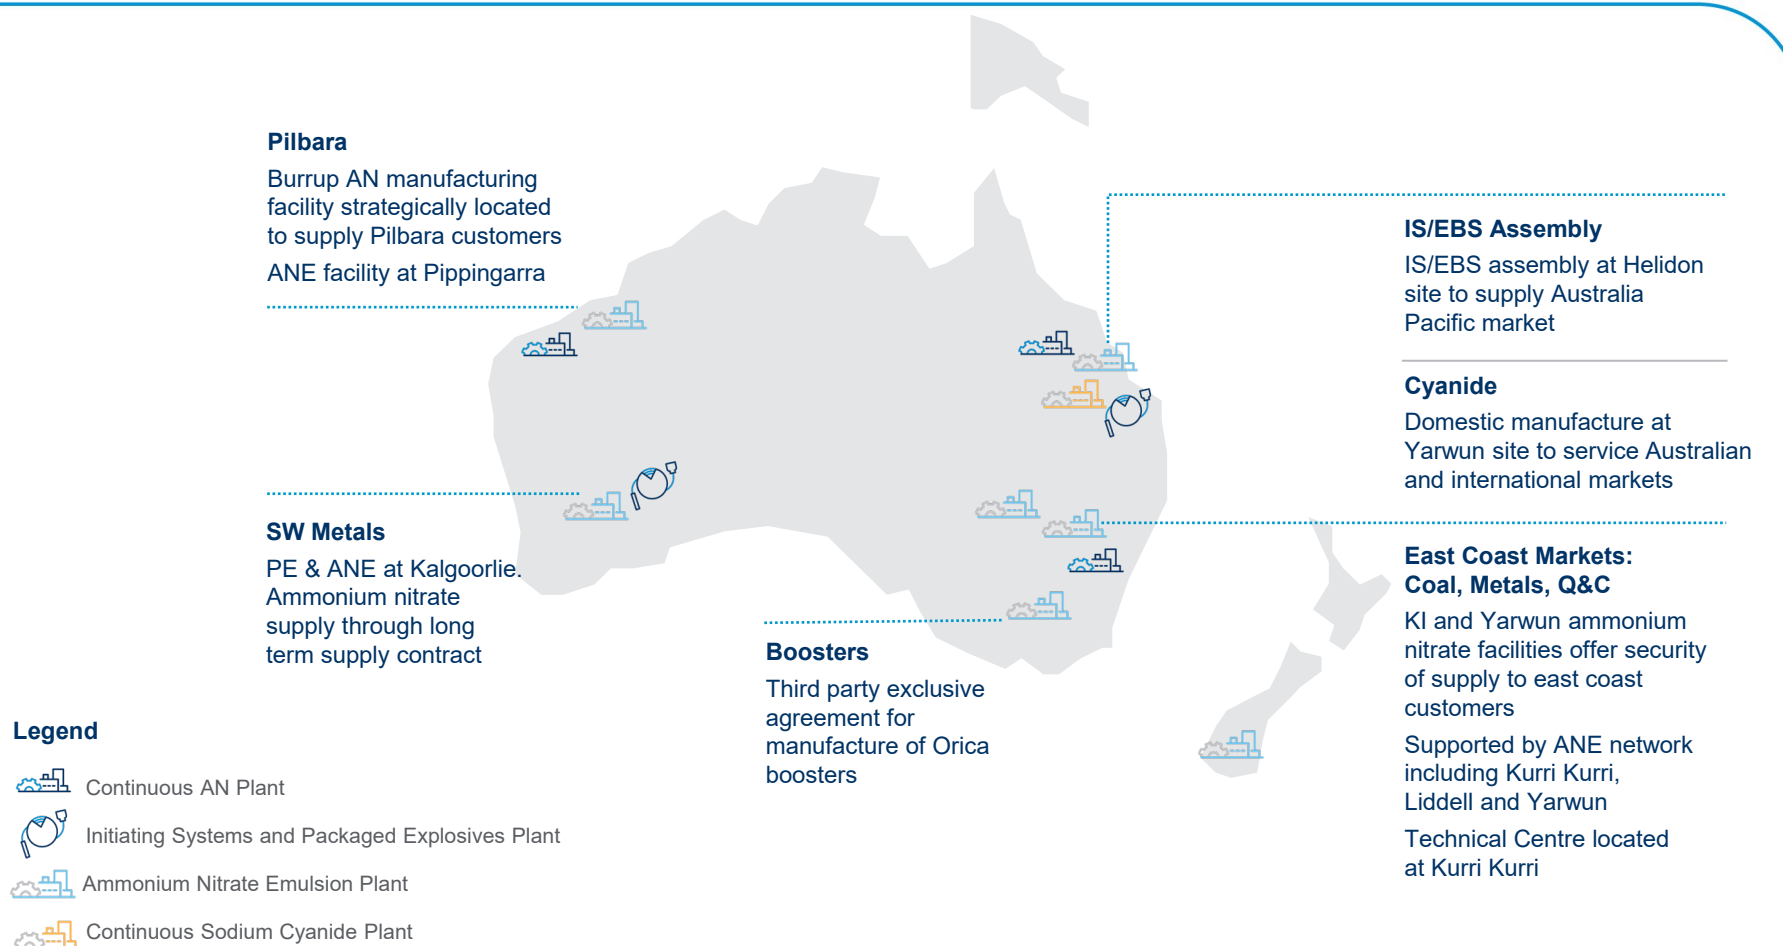 Pilbara
Burrup AN manufacturing
facility strategically located
to supply Pilbara customers
ANE facility at Pippingarra
SW Metals
PE & ANE at Kalgoorlie.
Ammonium nitrate
supply through long
term supply contract
Boosters
Third party exclusive
agreement for
manufacture of Orica
boosters
IS/EBS Assembly
IS/EBS assembly at Helidon
site to supply Australia
Pacific market
Cyanide
Domestic manufacture at
Yarwun site to service Australian
and international markets
East Coast Markets:
Coal, Metals, Q&C
KI and Yarwun ammonium
nitrate facilities offer security
of supply to east coast
customers
Supported by ANE network
including Kurri Kurri,
Liddell and Yarwun
Technical Centre located
at Kurri Kurri
Legend
Continuous AN Plant
Initiating Systems and Packaged Explosives Plant
Ammonium Nitrate Emulsion Plant
Continuous Sodium Cyanide Plant